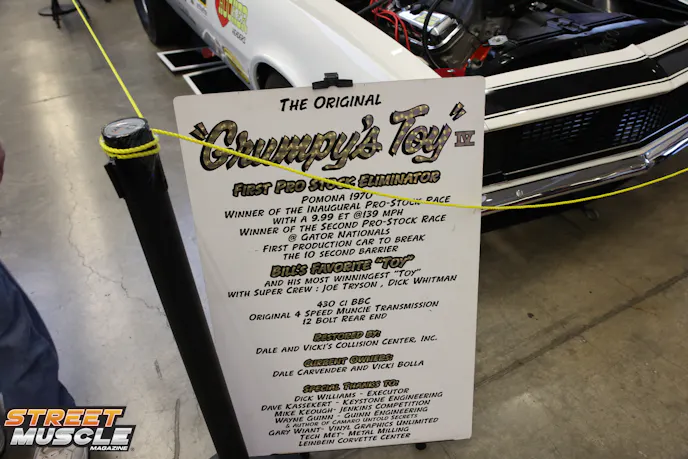 THE ORIGINAL
"Grumpy's Toy" IV
FIRST PRO STOCK ELIMINATOR
POMONA 1970
WINNER OF THE INAUGURAL PRO-STOCK RACE
WITH A 9.99 ET @139 MPH
WINNER OF THE SECOND PRO-STOCK RACE
@ GATOR NATIONALS
FIRST PRODUCTION CAR TO BREAK
THE 10 SECOND BARRIER
BILL'S FAVORITE "TOY"
AND HIS MOST WINNINGEST "TOY"
WITH SUPER CREW : JOE TRYSON , DICK WHITMAN
430 CI BBC
ORIGINAL 4 SPEED MUNCIE TRANSMISSION
12 BOLT REAR END
RESTORED BY:
DALE AND VICKI'S COLLISION CENTER, INC.
CURRENT OWNERS:
DALE CARVENDER AND VICKI BOLLA
SPECIAL THANKS TO:
DICK WILLIAMS - EXECUTOR
DAVE KAISEKERT - KEYSTONE ENGINEERING
MIKE KEOUGH- JENKINS COMPETITION
WAYNE GUINN - GUINN ENGINEERING
& AUTHOR OF CAMARO UNTOLD SECRETS
GARY WIANT- VINYL GRAPHICS UNLIMITED
TECH MET- METAL MILLING
LEINBEIN CORVETTE CENTER
STREET
MUSCLE
MAGAZINE